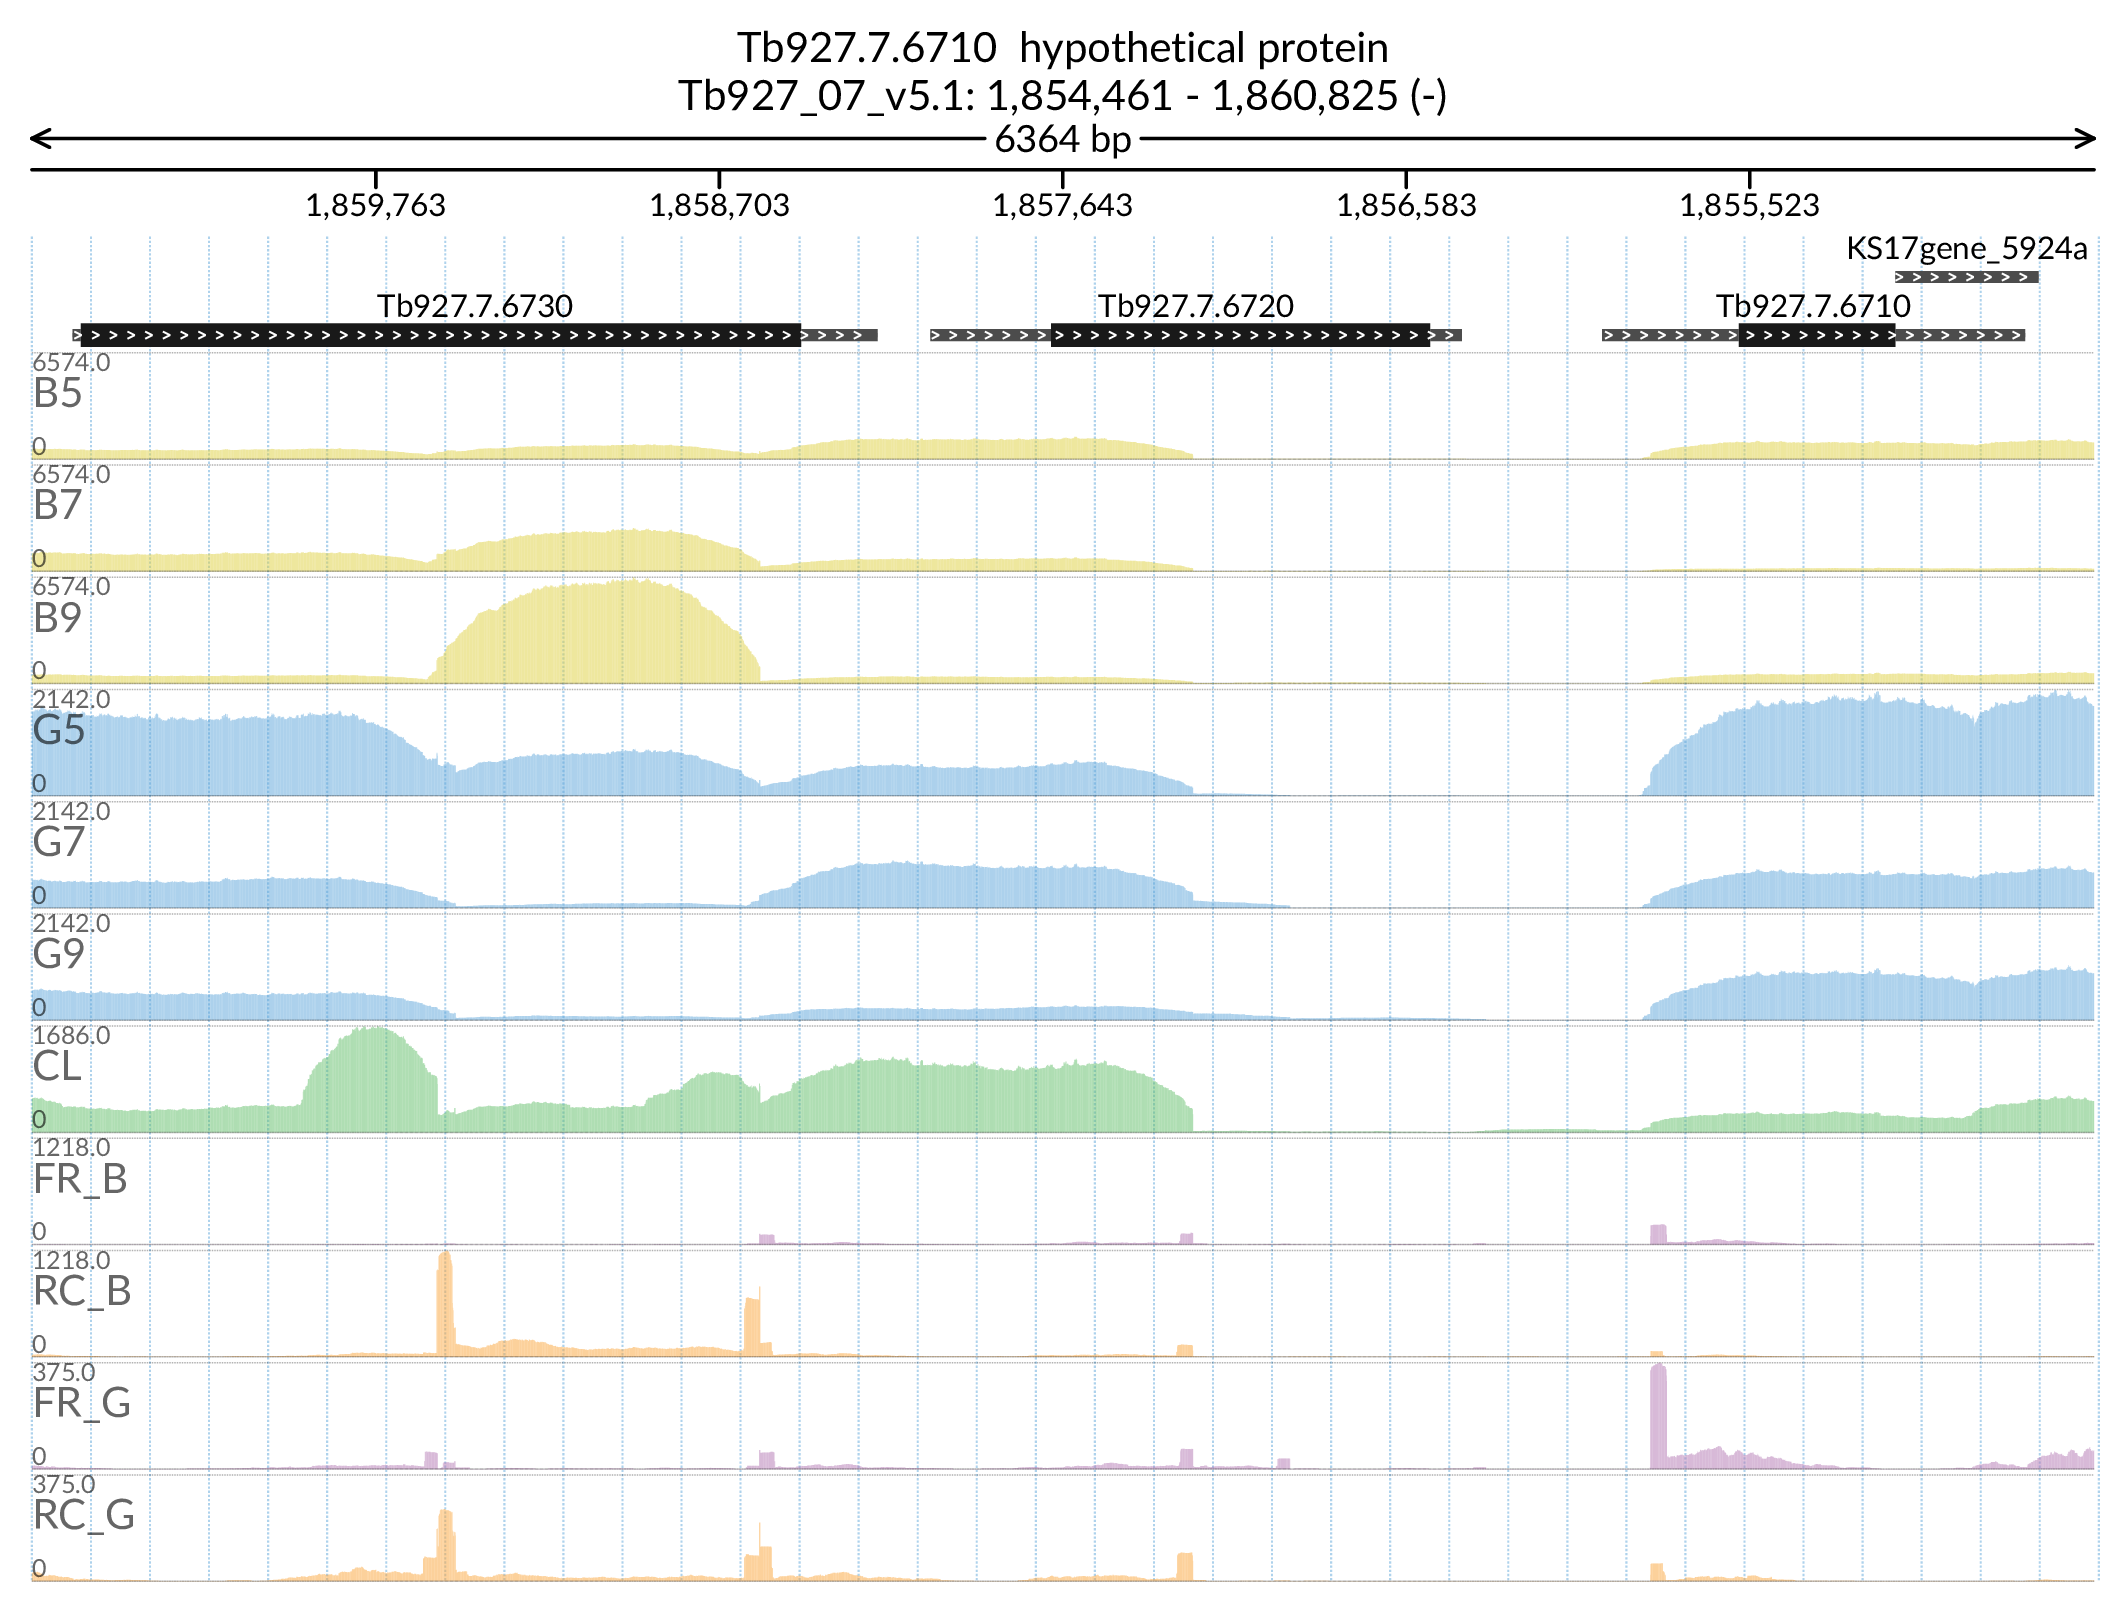 Tb927.7.6710  hypothetical protein
Tb927_07_v5.1: 1,854,461 - 1,860,825 (-)
6364 bp
1,859,763 1,858,703 1,857,643 1,856,583 1,855,523
KS17gene_5924a
Tb927.7.6730 Tb927.7.6720 Tb927.7.6710
6574.0
B5
0
6574.0
B7
0
6574.0
B9
0
2142.0
G5
0
2142.0
G7
0
2142.0
G9
0
1686.0
CL
0
1218.0
FR_B
0
1218.0
RC_B
0
375.0
FR_G
0
375.0
RC_G
0